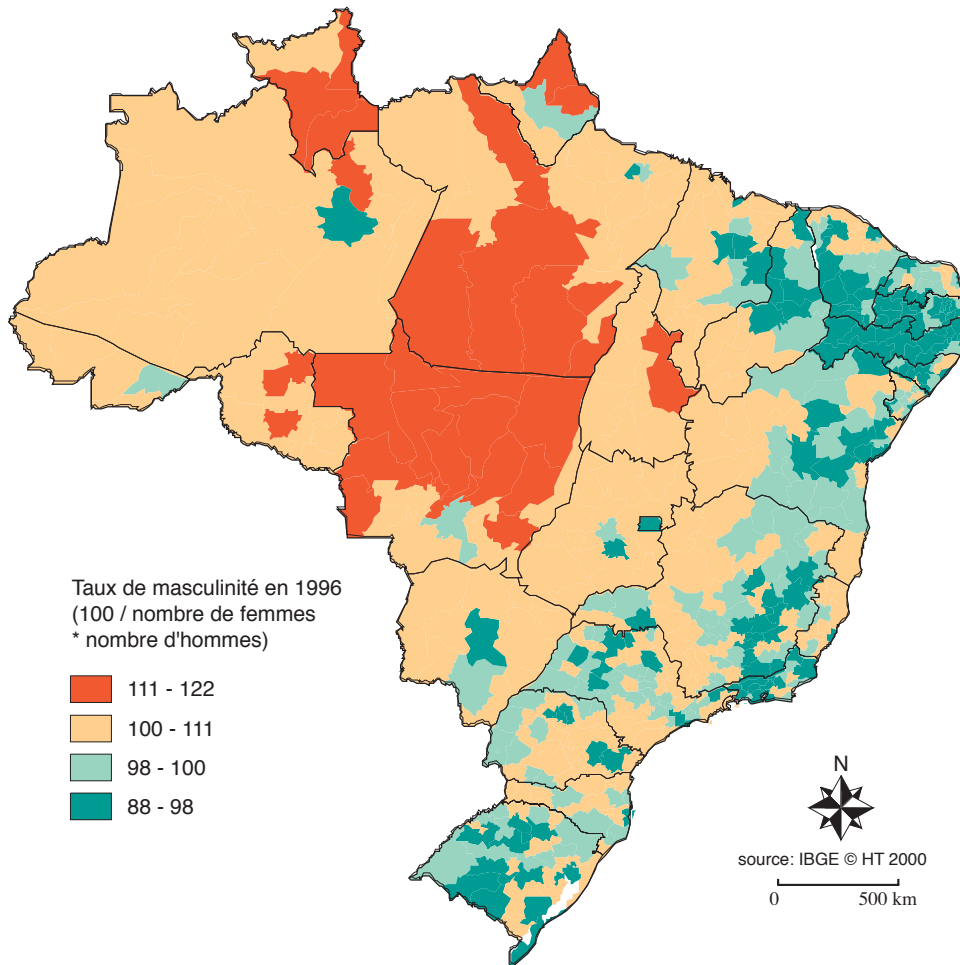 Taux de masculinité en 1996
(100 / nombre de femmes
* nombre d'hommes)
111 - 122
100 - 111
98 - 100
88 - 98
N
source: IBGE © HT 2000
0 500 km